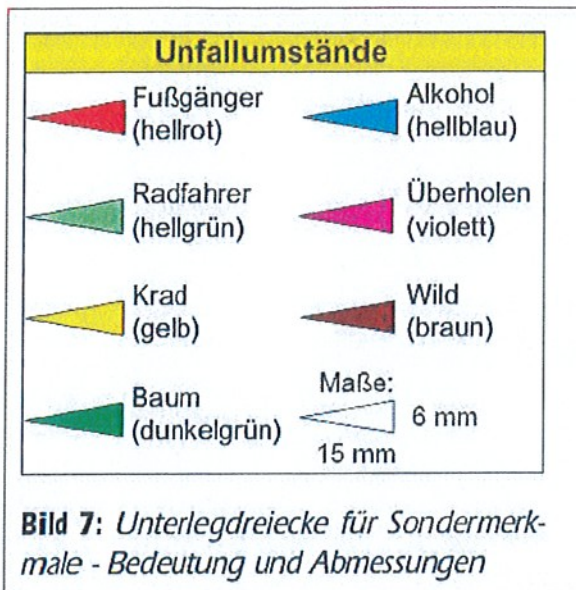 Unfallumstände
Fußgänger
(hellrot)
Alkohol
(hellblau)
Radfahrer
(hellgrün)
Überholen
(violett)
Krad
(gelb)
Wild
(braun)
Baum
(dunkelgrün)
Maße:
6 mm
15 mm
Bild 7: Unterlegdreiecke für Sondermerk-
male - Bedeutung und Abmessungen